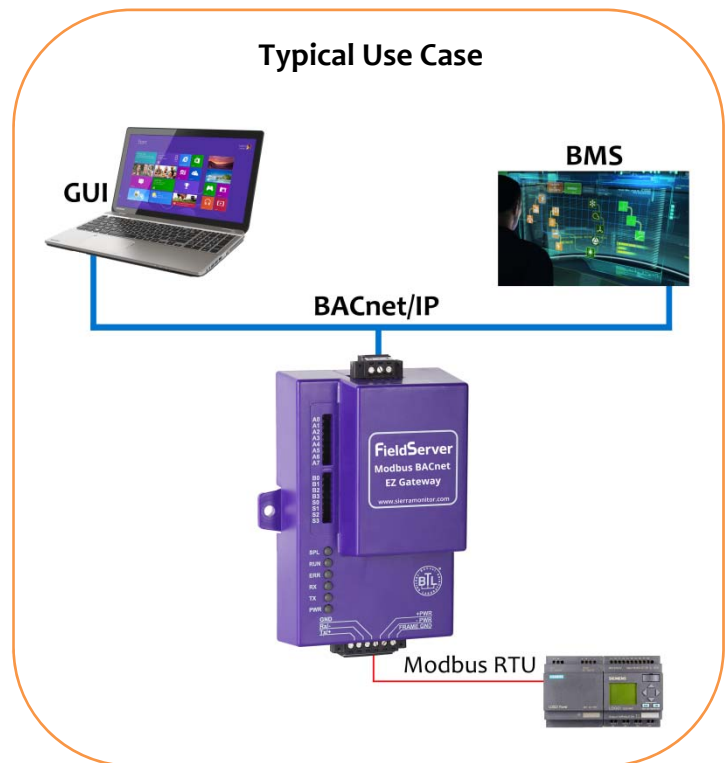 Typical Use Case
GUI
BMS
BACnet/IP
A0
A1
A2
A3
A4
A5
A6
A7
FieldServer
Modbus BACnet
EZ Gateway
www.sierramonitor.com
B0
B1
B2
B3
S0
S1
S2
S3
SPL
RUN
ERR
RX
TX
PWR
BTL
GND
+PWR
- PWR
FRAME GND
Modbus RTU
SIEMENS